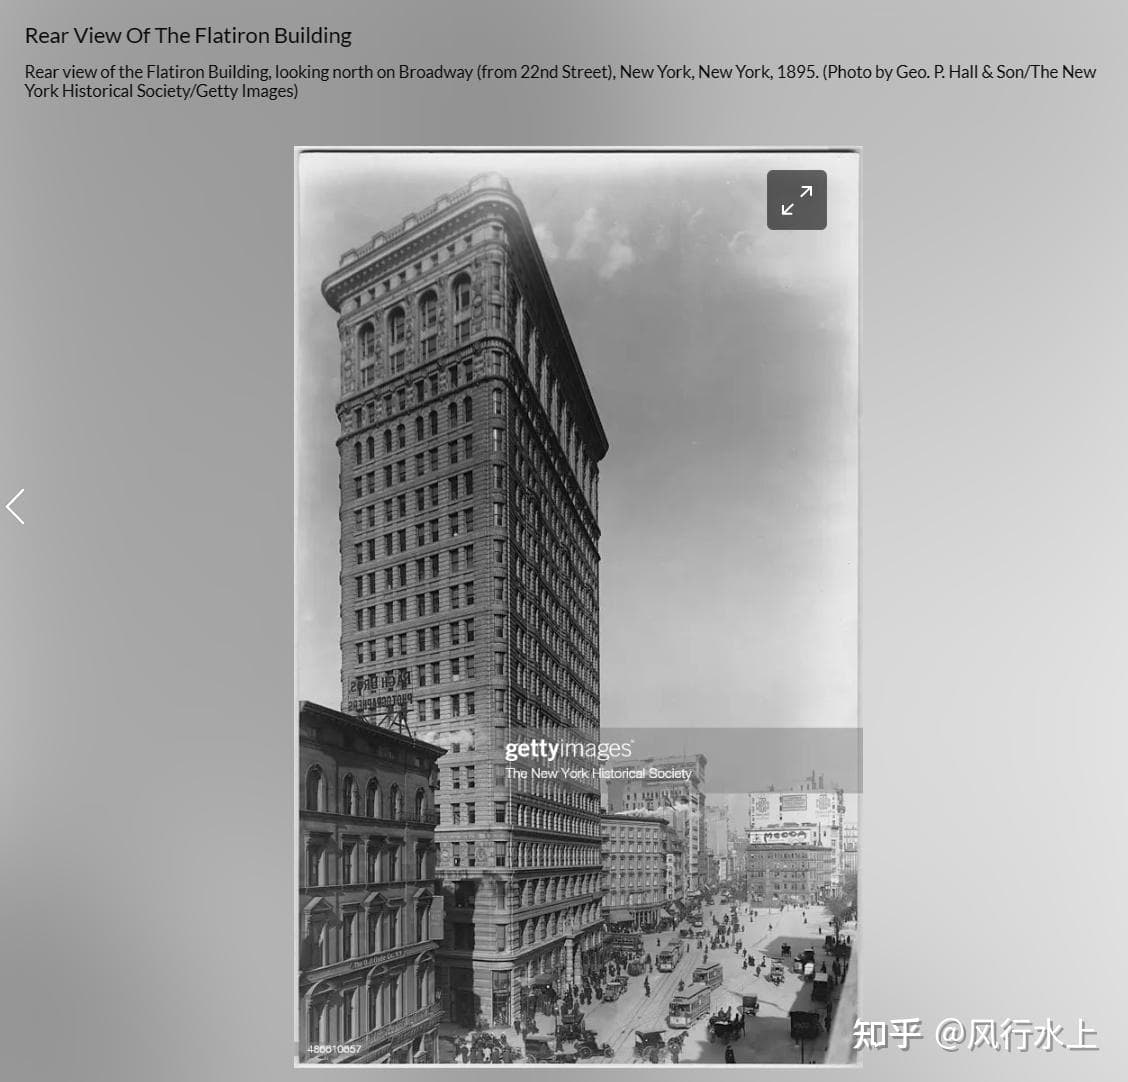 Rear View Of The Flatiron Building
Rear view of the Flatiron Building, looking north on Broadway (from 22nd Street), New York, New York, 1895. (Photo by Geo. P. Hall & Son/The New
York Historical Society/Getty Images)
gettyimages
The New York Historical Society
MECCA
486610657
知乎 @风行水上